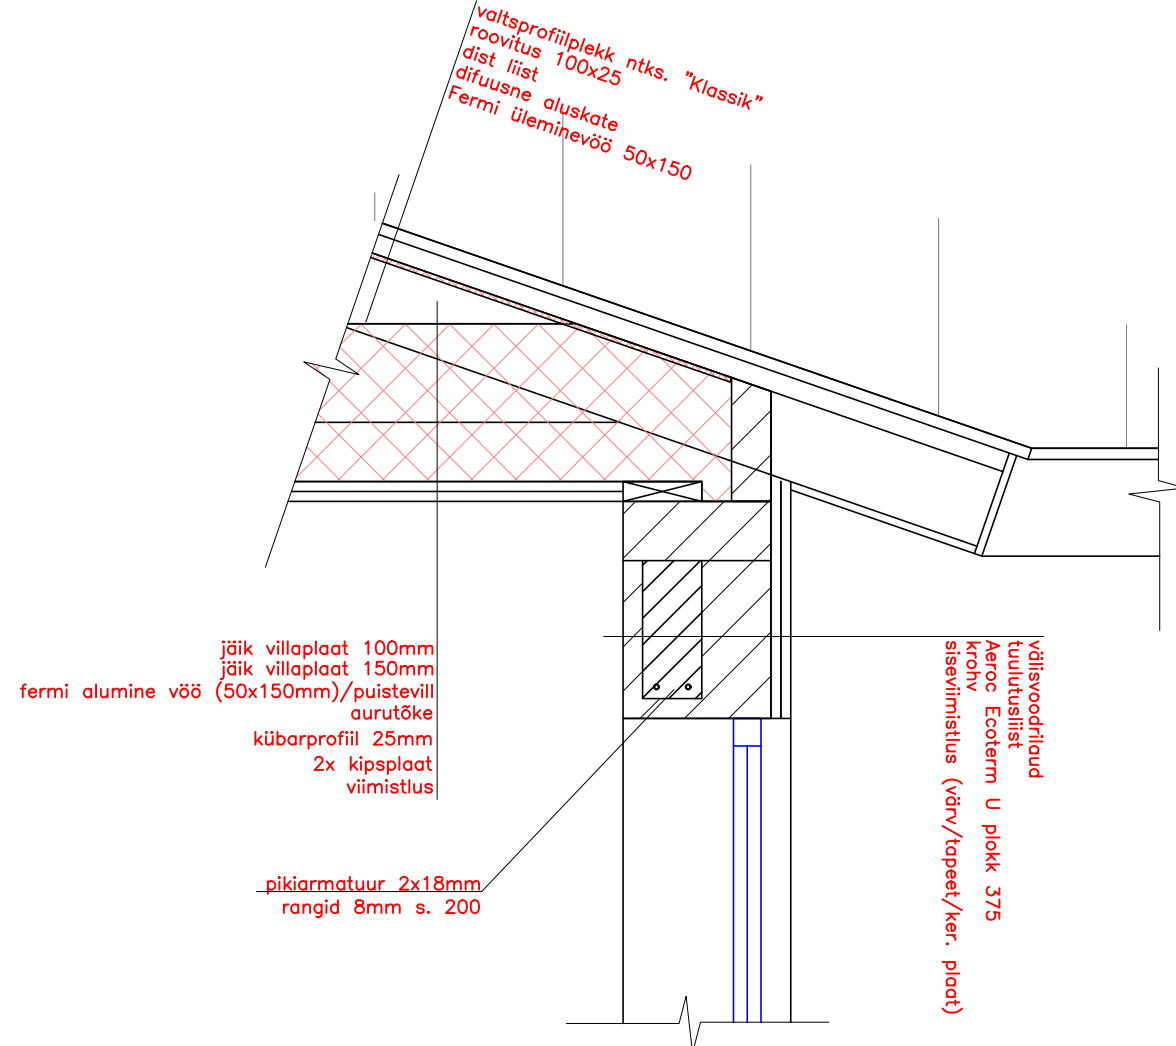 valtsprofiilplekk ntks. "Klassik"
roovitus 100x25
dist liist
difuusne aluskate
Fermi üleminevöö 50x150
jäik villaplaat 100mm
jäik villaplaat 150mm
fermi alumine vöö (50x150mm)/puistevill
aurutõke
kübarprofiil 25mm
2x kipsplaat
viimistlus
pikiarmatuur 2x18mm
rangid 8mm s. 200
välisvoodrilaud
tuulutusliist
Aeroc Ecoterm U plokk 375
krohv
siseviimistlus (värv/tapeet/ker. plaat)